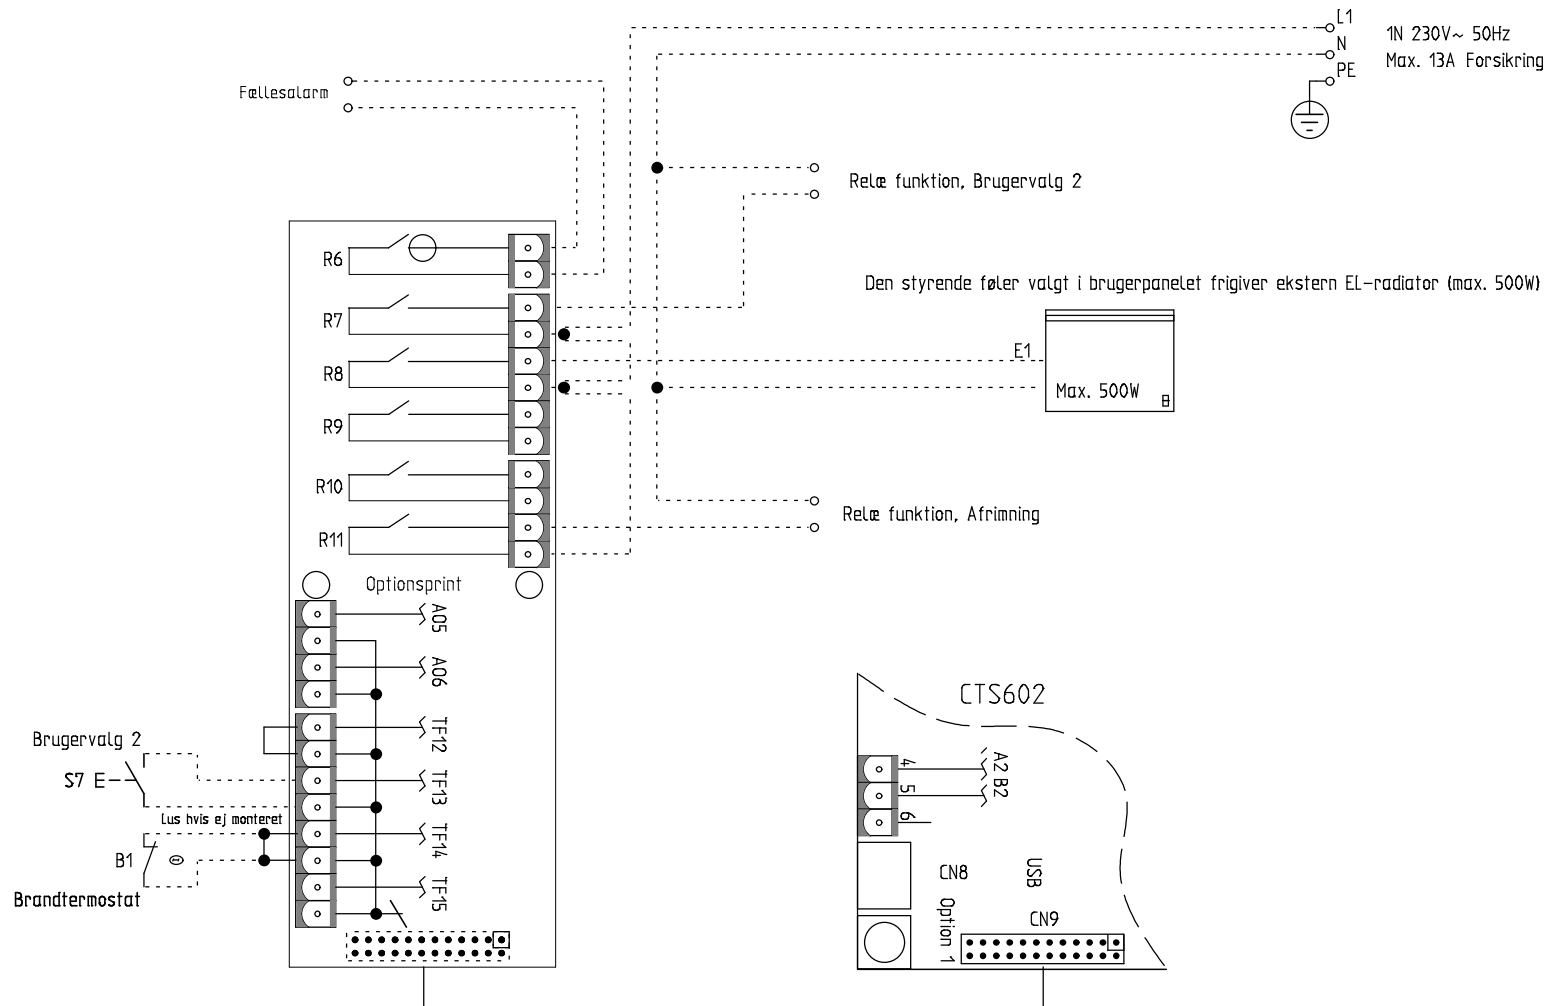 L1
N
PE
1N 230V~ 50Hz
Max. 13A Forsikring
Fællesalarm
Relæ funktion, Brugervalg 2
R6
R7
R8
R9
R10
R11
Den styrende føler valgt i brugerpanelet frigiver ekstern EL-radiator (max. 500W)
E1
Max. 500W
Relæ funktion, Afrimning
Optionsprint
A05
A06
TF12
TF13
TF14
TF15
Brugervalg 2
S7 E
Lus hvis ej monteret
B1
Brandtermostat
CTS602
4
5
6
A2 B2
CN8
USB
CN9
Option 1